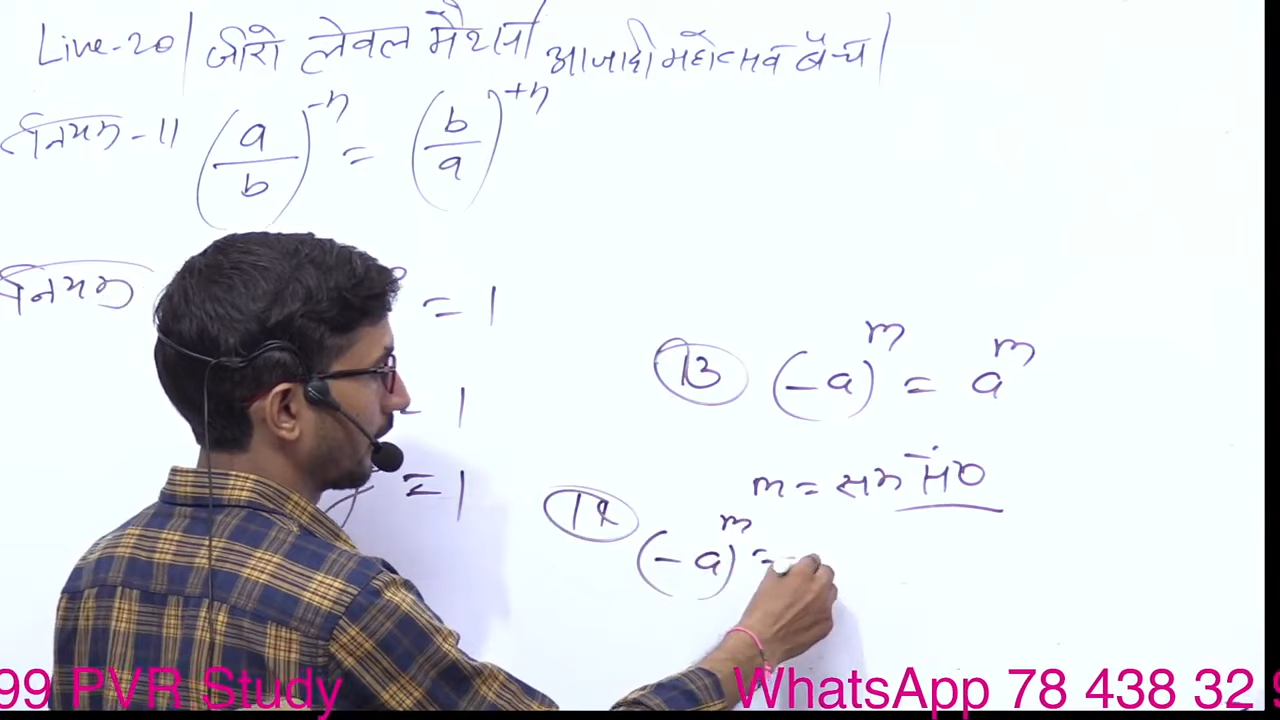 Live-20 | जीरो लेवल मैथ्स | आजादी महोत्सव बैच |
नियम-11 (a/b)^-n = (b/a)^+n
नियम = 1
= 1
= 1
13 (-a)^m = a^m
m = सम सं०
14 (-a)^m =
99 PVR Study WhatsApp 78 438 32 9